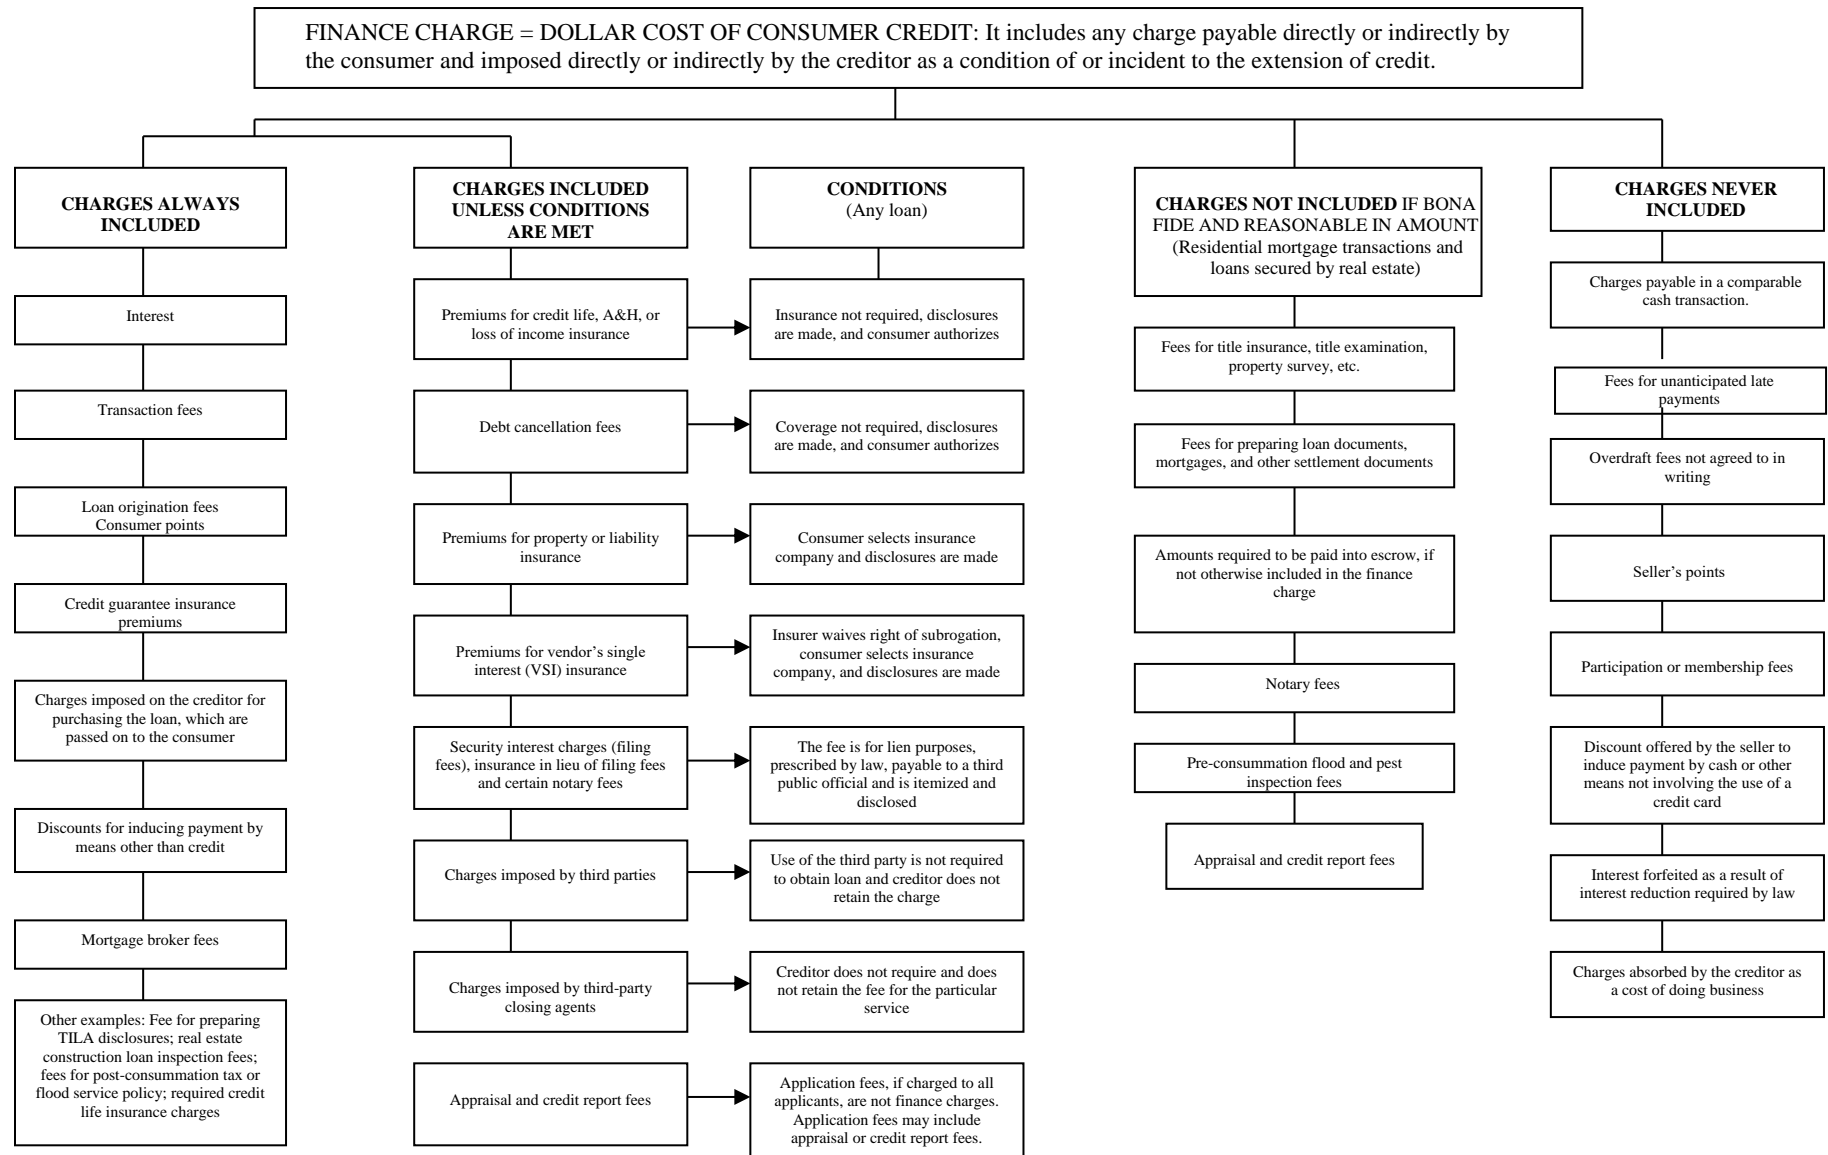 FINANCE CHARGE = DOLLAR COST OF CONSUMER CREDIT: It includes any charge payable directly or indirectly by
the consumer and imposed directly or indirectly by the creditor as a condition of or incident to the extension of credit.
CHARGES ALWAYS
INCLUDED
Interest
Transaction fees
Loan origination fees
Consumer points
Credit guarantee insurance
premiums
Charges imposed on the creditor for
purchasing the loan, which are
passed on to the consumer
Discounts for inducing payment by
means other than credit
Mortgage broker fees
Other examples: Fee for preparing
TILA disclosures; real estate
construction loan inspection fees;
fees for post-consummation tax or
flood service policy; required credit
life insurance charges
CHARGES INCLUDED
UNLESS CONDITIONS
ARE MET
CONDITIONS
(Any loan)
Premiums for credit life, A&H, or
loss of income insurance
Insurance not required, disclosures
are made, and consumer authorizes
Debt cancellation fees
Coverage not required, disclosures
are made, and consumer authorizes
Premiums for property or liability
insurance
Consumer selects insurance
company and disclosures are made
Premiums for vendor's single
interest (VSI) insurance
Insurer waives right of subrogation,
consumer selects insurance
company, and disclosures are made
Security interest charges (filing
fees), insurance in lieu of filing fees
and certain notary fees
The fee is for lien purposes,
prescribed by law, payable to a third
public official and is itemized and
disclosed
Charges imposed by third parties
Use of the third party is not required
to obtain loan and creditor does not
retain the charge
Charges imposed by third-party
closing agents
Creditor does not require and does
not retain the fee for the particular
service
Appraisal and credit report fees
Application fees, if charged to all
applicants, are not finance charges.
Application fees may include
appraisal or credit report fees.
CHARGES NOT INCLUDED IF BONA
FIDE AND REASONABLE IN AMOUNT
(Residential mortgage transactions and
loans secured by real estate)
Fees for title insurance, title examination,
property survey, etc.
Fees for preparing loan documents,
mortgages, and other settlement documents
Amounts required to be paid into escrow, if
not otherwise included in the finance
charge
Notary fees
Pre-consummation flood and pest
inspection fees
Appraisal and credit report fees
CHARGES NEVER
INCLUDED
Charges payable in a comparable
cash transaction.
Fees for unanticipated late
payments
Overdraft fees not agreed to in
writing
Seller's points
Participation or membership fees
Discount offered by the seller to
induce payment by cash or other
means not involving the use of a
credit card
Interest forfeited as a result of
interest reduction required by law
Charges absorbed by the creditor as
a cost of doing business